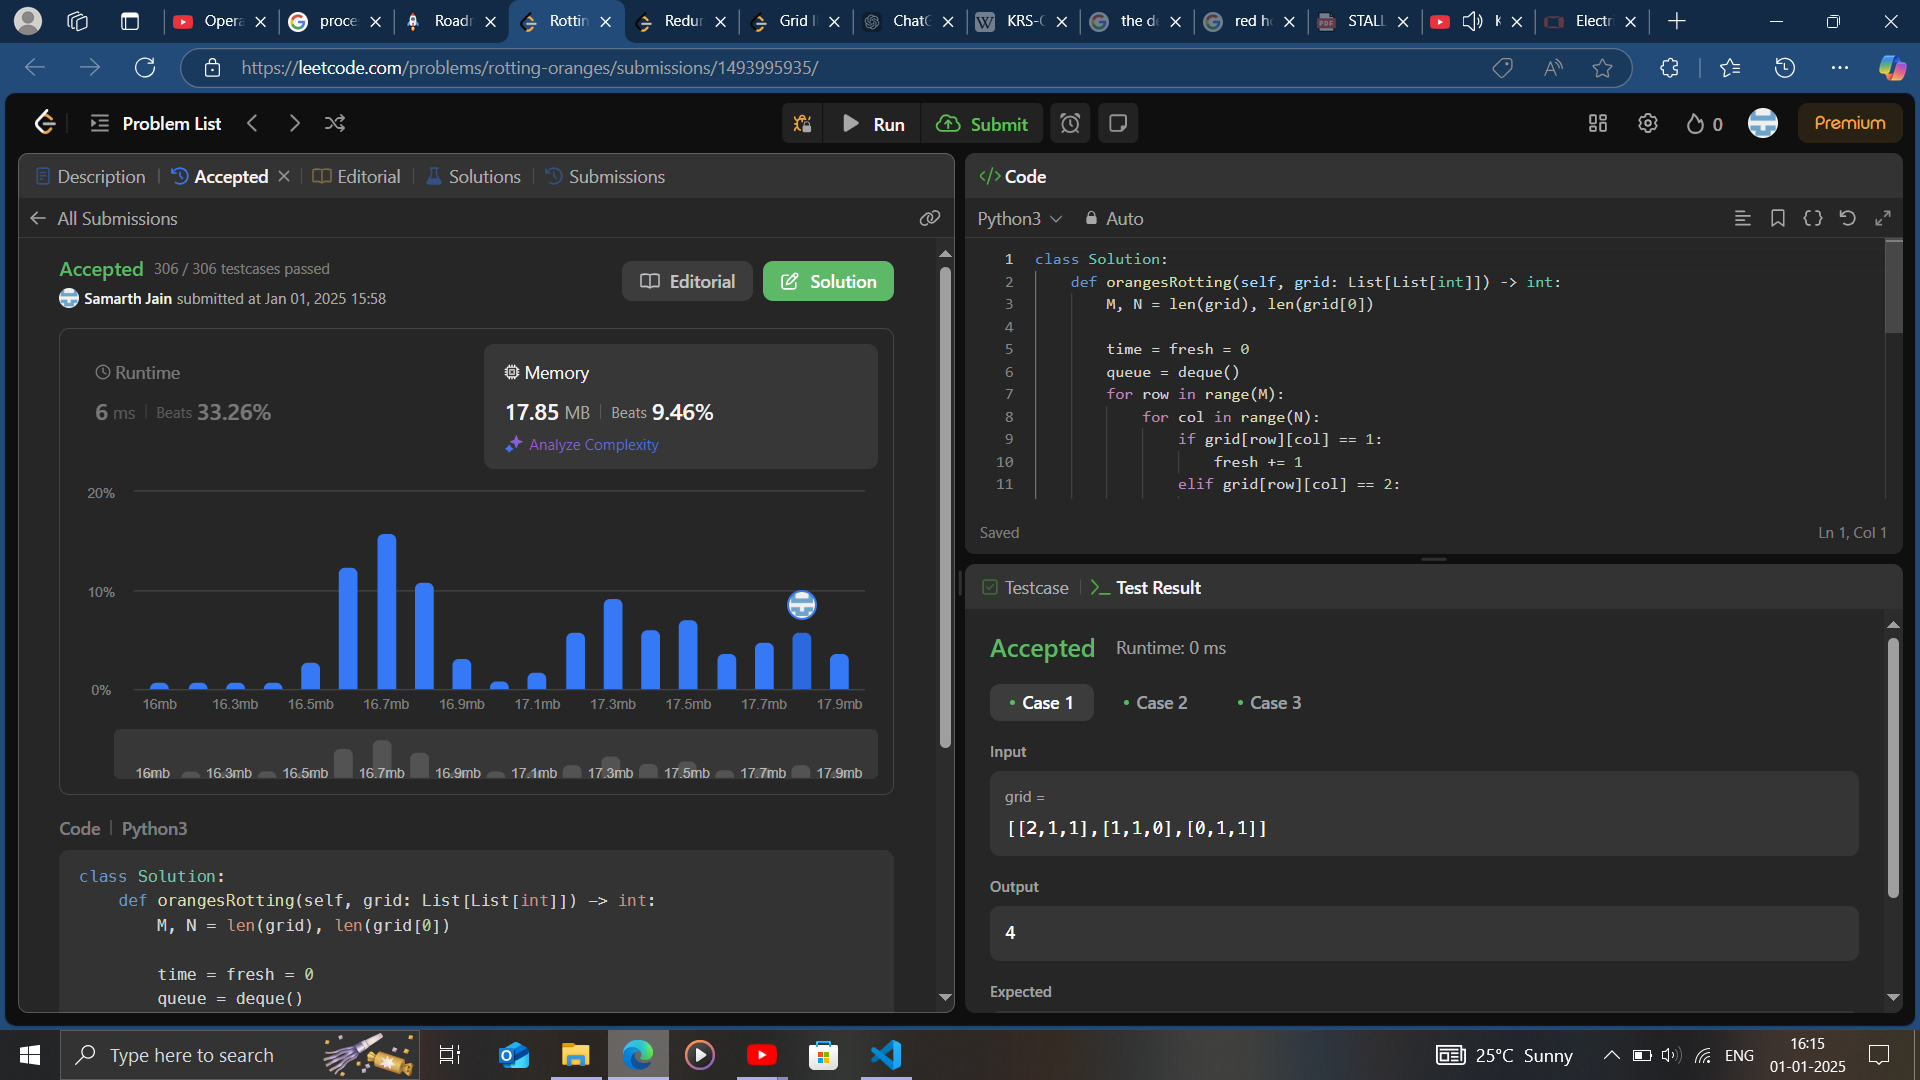 Opera
proce
Roadr
Rottin
Redur
Grid I
ChatG
KRS-O
the de
red h
STALL
K
Electr
https://leetcode.com/problems/rotting-oranges/submissions/1493995935/
Problem List
Run
Submit
0
Premium
Description
Accepted
Editorial
Solutions
Submissions
</> Code
All Submissions
Python3
Auto
Accepted 306 / 306 testcases passed
Samarth Jain submitted at Jan 01, 2025 15:58
Editorial
Solution
Runtime
6 ms Beats 33.26%
Memory
17.85 MB Beats 9.46%
Analyze Complexity
20%
10%
0%
16mb 16.3mb 16.5mb 16.7mb 16.9mb 17.1mb 17.3mb 17.5mb 17.7mb 17.9mb
16mb 16.3mb 16.5mb 16.7mb 16.9mb 17.1mb 17.3mb 17.5mb 17.7mb 17.9mb
Code | Python3
class Solution:
def orangesRotting(self, grid: List[List[int]]) -> int:
M, N = len(grid), len(grid[0])
time = fresh = 0
queue = deque()
1 class Solution:
2 def orangesRotting(self, grid: List[List[int]]) -> int:
3 M, N = len(grid), len(grid[0])
4
5 time = fresh = 0
6 queue = deque()
7 for row in range(M):
8 for col in range(N):
9 if grid[row][col] == 1:
10 fresh += 1
11 elif grid[row][col] == 2:
Saved
Ln 1, Col 1
Testcase
Test Result
Accepted Runtime: 0 ms
Case 1
Case 2
Case 3
Input
grid =
[[2,1,1],[1,1,0],[0,1,1]]
Output
4
Expected
Type here to search
25°C Sunny
ENG
16:15
01-01-2025